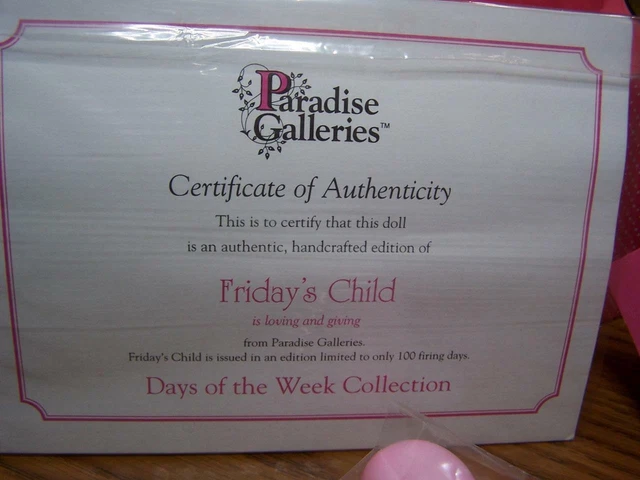 Paradise
Galleries™
Certificate of Authenticity
This is to certify that this doll
is an authentic, handcrafted edition of
Friday's Child
is loving and giving
from Paradise Galleries.
Friday's Child is issued in an edition limited to only 100 firing days.
Days of the Week Collection